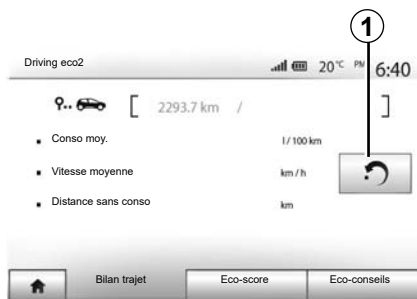 1
Driving eco2 20°C PM 6:40
[ 2293.7 km / ]
Conso moy. l / 100 km
Vitesse moyenne km / h
Distance sans conso km
Bilan trajet Eco-score Eco-conseils